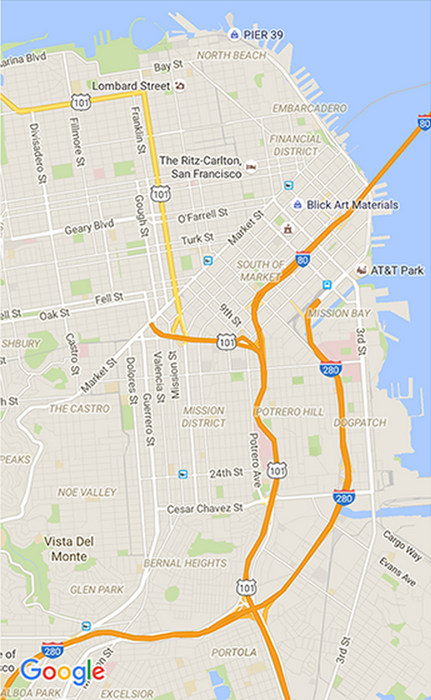 PIER 39
NORTH BEACH
arina Blvd
Bay St
Lombard Street
101
EMBARCADERO
80
Divisadero St
Fillmore St
Franklin St
FINANCIAL
DISTRICT
The Ritz-Carlton,
San Francisco
101
Gough St
O'Farrell St
Market St
Blick Art Materials
Geary Blvd
Turk St
SOUTH OF
MARKET
80
AT&T Park
Fell St
Oak St
9th St
MISSION BAY
3rd St
SHBURY
Castro St
101
Market St
Dolores St
Guerrero St
Valencia St
Mission St
280
h St
THE CASTRO
MISSION
DISTRICT
POTRERO HILL
DOGPATCH
PEAKS
Potrero Ave
24th St
101
NOE VALLEY
280
Cesar Chavez St
Vista Del
Monte
Cargo Way
BERNAL HEIGHTS
Evans Ave
GLEN PARK
101
3rd St
280
e of
sco
Google
PORTOLA
ALBOA PARK
EXCELSIOR